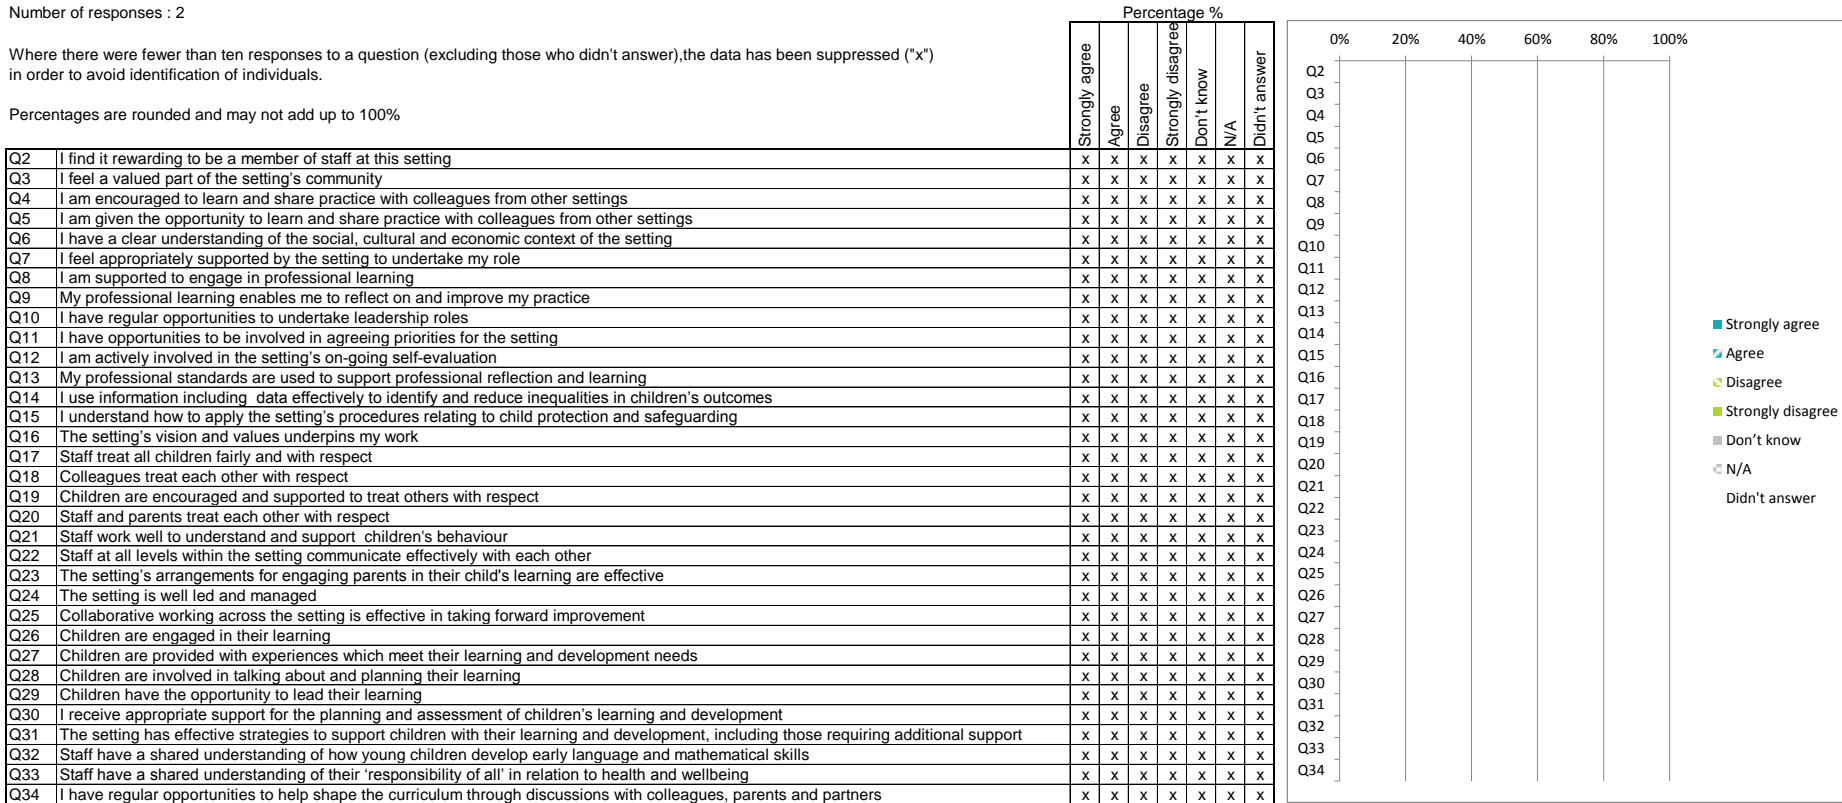 Number of responses : 2
Percentage %
Where there were fewer than ten responses to a question (excluding those who didn't answer),the data has been suppressed ("x")
in order to avoid identification of individuals.
Percentages are rounded and may not add up to 100%
Strongly agree
Agree
Disagree
Strongly disagree
Don't know
N/A
Didn't answer
Q2 I find it rewarding to be a member of staff at this setting x x x x x x x
Q3 I feel a valued part of the setting's community x x x x x x x
Q4 I am encouraged to learn and share practice with colleagues from other settings x x x x x x x
Q5 I am given the opportunity to learn and share practice with colleagues from other settings x x x x x x x
Q6 I have a clear understanding of the social, cultural and economic context of the setting x x x x x x x
Q7 I feel appropriately supported by the setting to undertake my role x x x x x x x
Q8 I am supported to engage in professional learning x x x x x x x
Q9 My professional learning enables me to reflect on and improve my practice x x x x x x x
Q10 I have regular opportunities to undertake leadership roles x x x x x x x
Q11 I have opportunities to be involved in agreeing priorities for the setting x x x x x x x
Q12 I am actively involved in the setting's on-going self-evaluation x x x x x x x
Q13 My professional standards are used to support professional reflection and learning x x x x x x x
Q14 I use information including  data effectively to identify and reduce inequalities in children's outcomes x x x x x x x
Q15 I understand how to apply the setting's procedures relating to child protection and safeguarding x x x x x x x
Q16 The setting's vision and values underpins my work x x x x x x x
Q17 Staff treat all children fairly and with respect x x x x x x x
Q18 Colleagues treat each other with respect x x x x x x x
Q19 Children are encouraged and supported to treat others with respect x x x x x x x
Q20 Staff and parents treat each other with respect x x x x x x x
Q21 Staff work well to understand and support  children's behaviour x x x x x x x
Q22 Staff at all levels within the setting communicate effectively with each other x x x x x x x
Q23 The setting's arrangements for engaging parents in their child's learning are effective x x x x x x x
Q24 The setting is well led and managed x x x x x x x
Q25 Collaborative working across the setting is effective in taking forward improvement x x x x x x x
Q26 Children are engaged in their learning x x x x x x x
Q27 Children are provided with experiences which meet their learning and development needs x x x x x x x
Q28 Children are involved in talking about and planning their learning x x x x x x x
Q29 Children have the opportunity to lead their learning x x x x x x x
Q30 I receive appropriate support for the planning and assessment of children's learning and development x x x x x x x
Q31 The setting has effective strategies to support children with their learning and development, including those requiring additional support x x x x x x x
Q32 Staff have a shared understanding of how young children develop early language and mathematical skills x x x x x x x
Q33 Staff have a shared understanding of their ‘responsibility of all’ in relation to health and wellbeing x x x x x x x
Q34 I have regular opportunities to help shape the curriculum through discussions with colleagues, parents and partners x x x x x x x
0% 20% 40% 60% 80% 100%
Q2
Q3
Q4
Q5
Q6
Q7
Q8
Q9
Q10
Q11
Q12
Q13
Q14
Q15
Q16
Q17
Q18
Q19
Q20
Q21
Q22
Q23
Q24
Q25
Q26
Q27
Q28
Q29
Q30
Q31
Q32
Q33
Q34
Strongly agree
Agree
Disagree
Strongly disagree
Don't know
N/A
Didn't answer